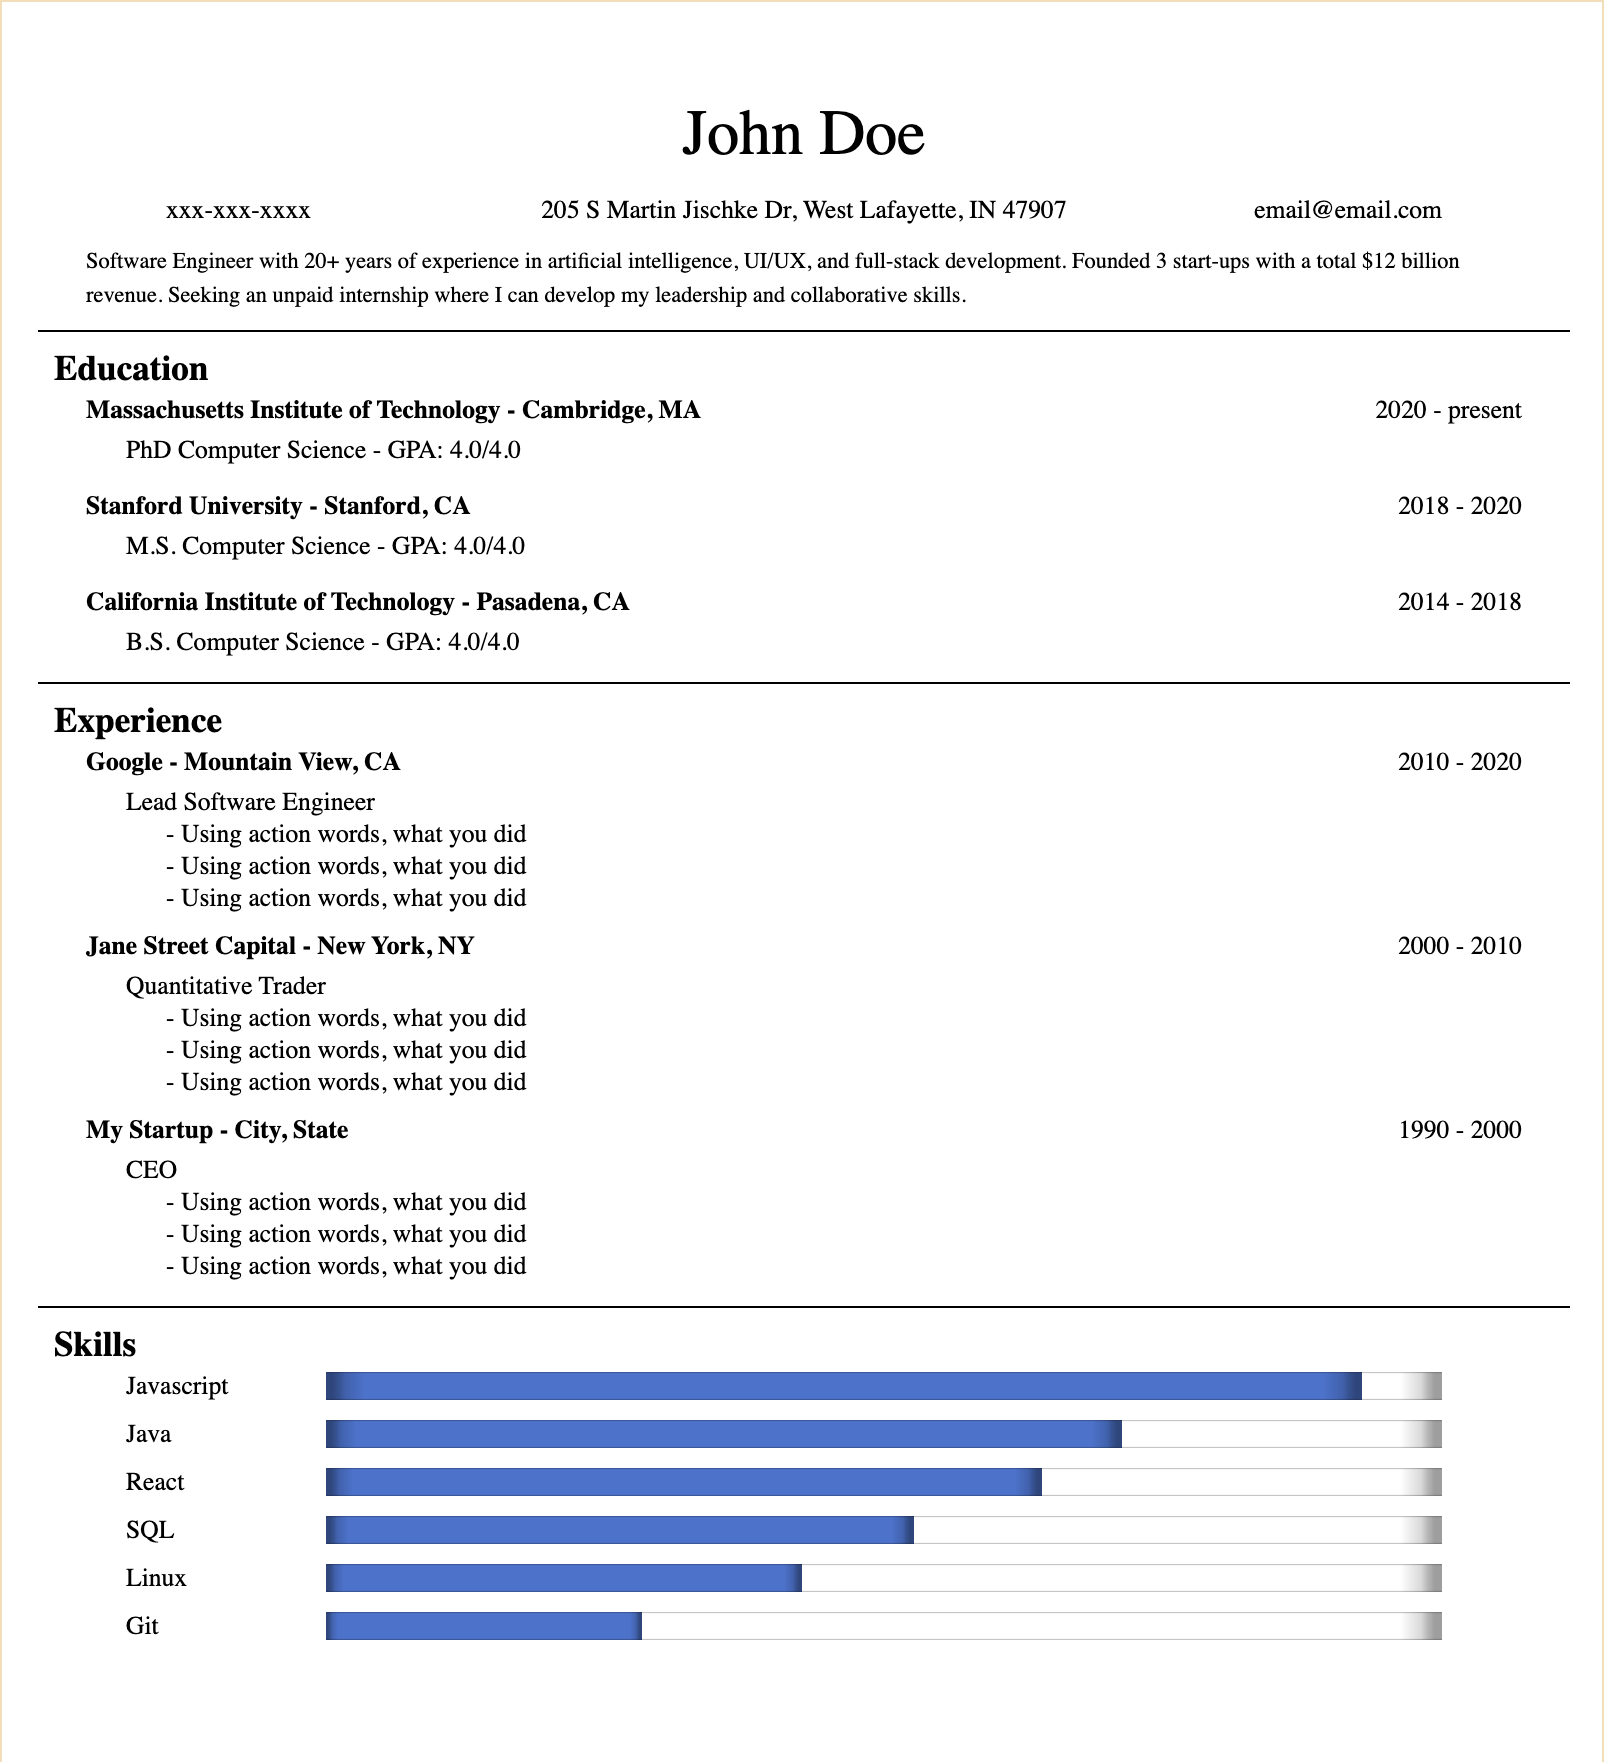 John Doe
xxx-xxx-xxxx 205 S Martin Jischke Dr, West Lafayette, IN 47907 email@email.com
Software Engineer with 20+ years of experience in artificial intelligence, UI/UX, and full-stack development. Founded 3 start-ups with a total $12 billion
revenue. Seeking an unpaid internship where I can develop my leadership and collaborative skills.
Education
Massachusetts Institute of Technology - Cambridge, MA 2020 - present
PhD Computer Science - GPA: 4.0/4.0
Stanford University - Stanford, CA 2018 - 2020
M.S. Computer Science - GPA: 4.0/4.0
California Institute of Technology - Pasadena, CA 2014 - 2018
B.S. Computer Science - GPA: 4.0/4.0
Experience
Google - Mountain View, CA 2010 - 2020
Lead Software Engineer
- Using action words, what you did
- Using action words, what you did
- Using action words, what you did
Jane Street Capital - New York, NY 2000 - 2010
Quantitative Trader
- Using action words, what you did
- Using action words, what you did
- Using action words, what you did
My Startup - City, State 1990 - 2000
CEO
- Using action words, what you did
- Using action words, what you did
- Using action words, what you did
Skills
Javascript
Java
React
SQL
Linux
Git